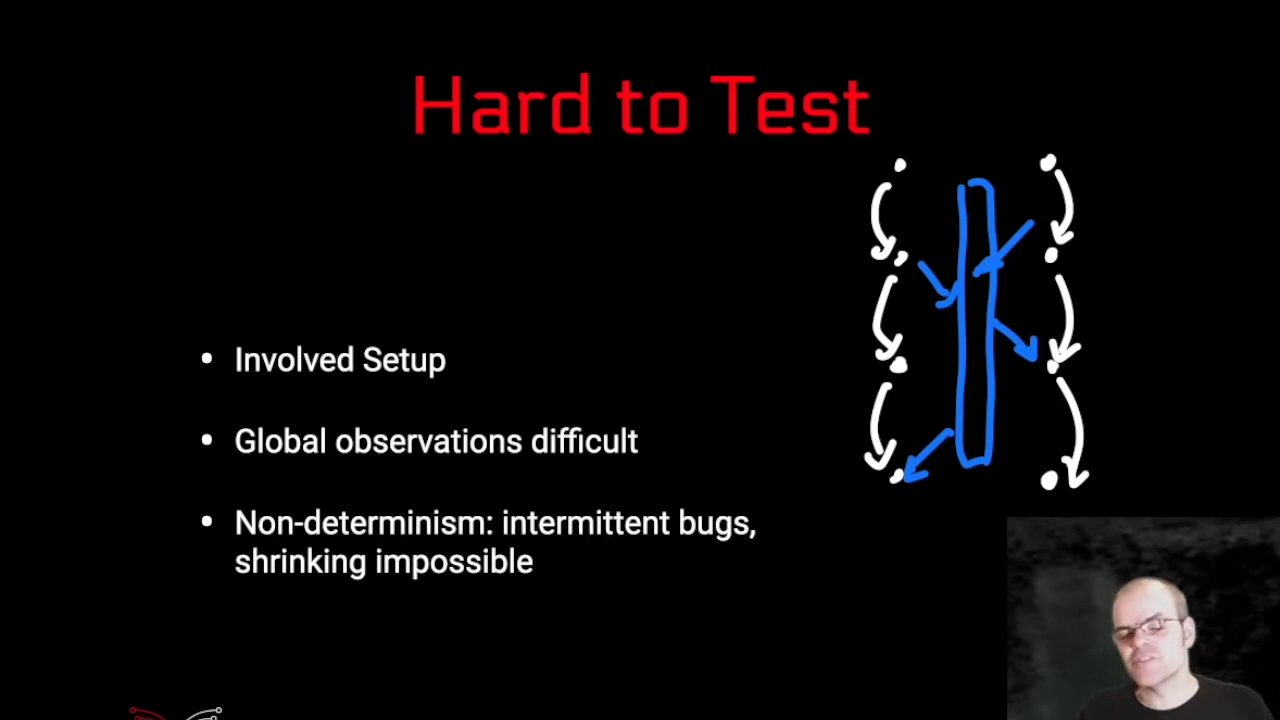 Hard to Test
• Involved Setup
• Global observations difficult
• Non-determinism: intermittent bugs,
shrinking impossible